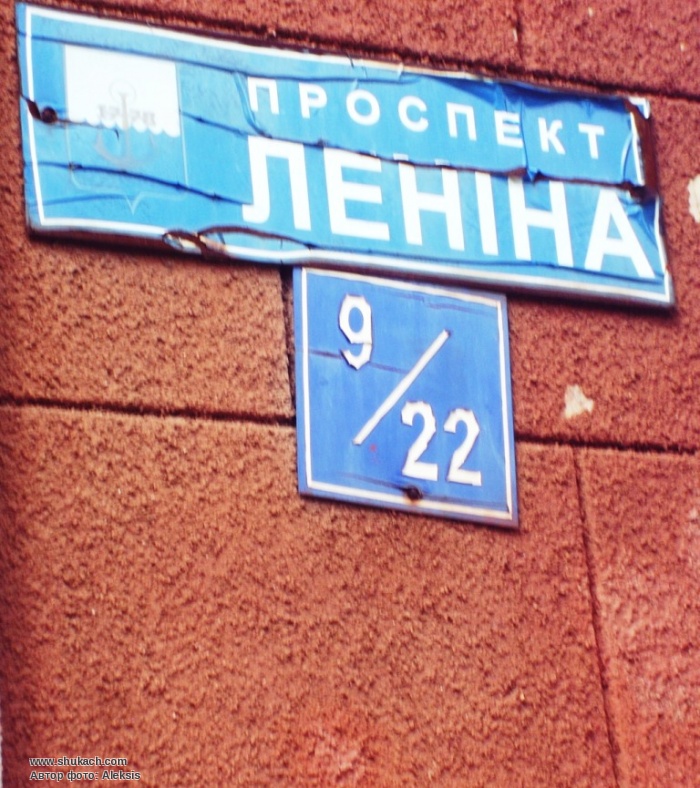 ПРОСПЕКТ
ЛЕНІНА
9/22
www.shukach.com
Автор фото: Aleksis